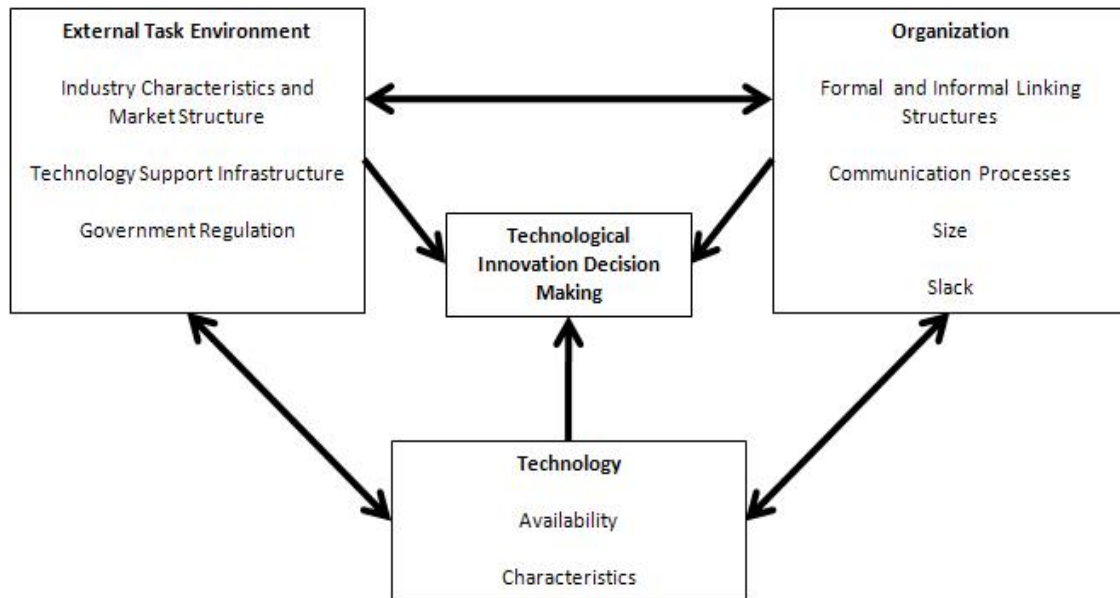 External Task Environment
Industry Characteristics and
Market Structure
Technology Support Infrastructure
Government Regulation
Organization
Formal and Informal Linking
Structures
Communication Processes
Size
Slack
Technological
Innovation Decision
Making
Technology
Availability
Characteristics